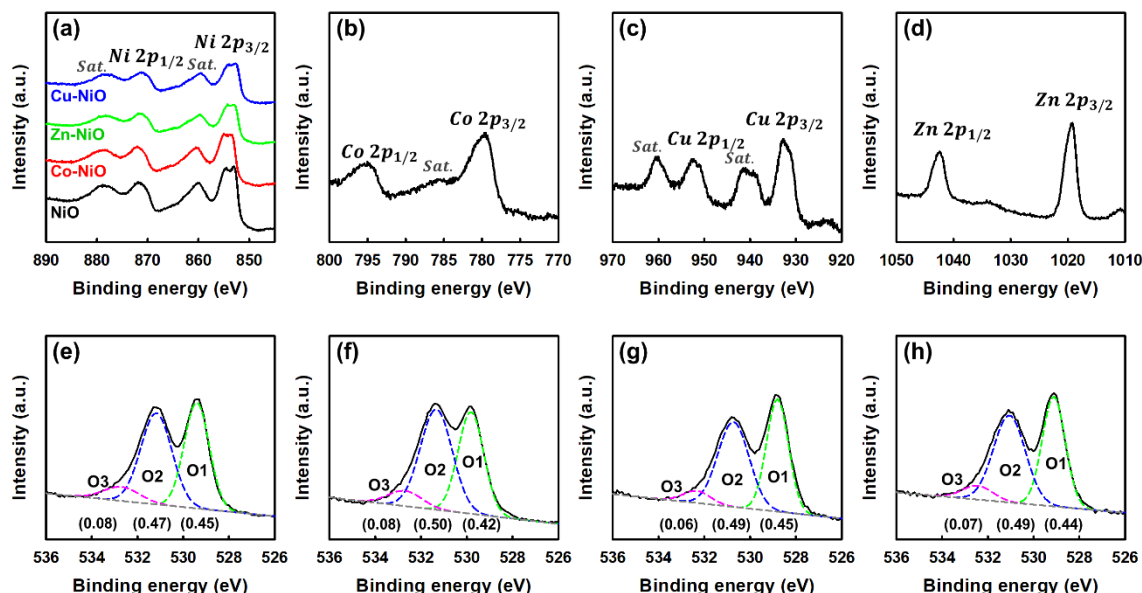 (a)
Ni 2p3/2
Ni 2p1/2
Sat.
Sat.
Cu-NiO
Zn-NiO
Co-NiO
NiO
Intensity (a.u.)
890 880 870 860 850
Binding energy (eV)
(b)
Co 2p3/2
Co 2p1/2
Sat.
Intensity (a.u.)
800 795 790 785 780 775 770
Binding energy (eV)
(c)
Cu 2p3/2
Cu 2p1/2
Sat.
Sat.
Intensity (a.u.)
970 960 950 940 930 920
Binding energy (eV)
(d)
Zn 2p3/2
Zn 2p1/2
Intensity (a.u.)
1050 1040 1030 1020 1010
Binding energy (eV)
(e)
O3 O2 O1
(0.08) (0.47) (0.45)
Intensity (a.u.)
536 534 532 530 528 526
Binding energy (eV)
(f)
O3 O2 O1
(0.08) (0.50) (0.42)
Intensity (a.u.)
536 534 532 530 528 526
Binding energy (eV)
(g)
O3 O2 O1
(0.06) (0.49) (0.45)
Intensity (a.u.)
536 534 532 530 528 526
Binding energy (eV)
(h)
O3 O2 O1
(0.07) (0.49) (0.44)
Intensity (a.u.)
536 534 532 530 528 526
Binding energy (eV)